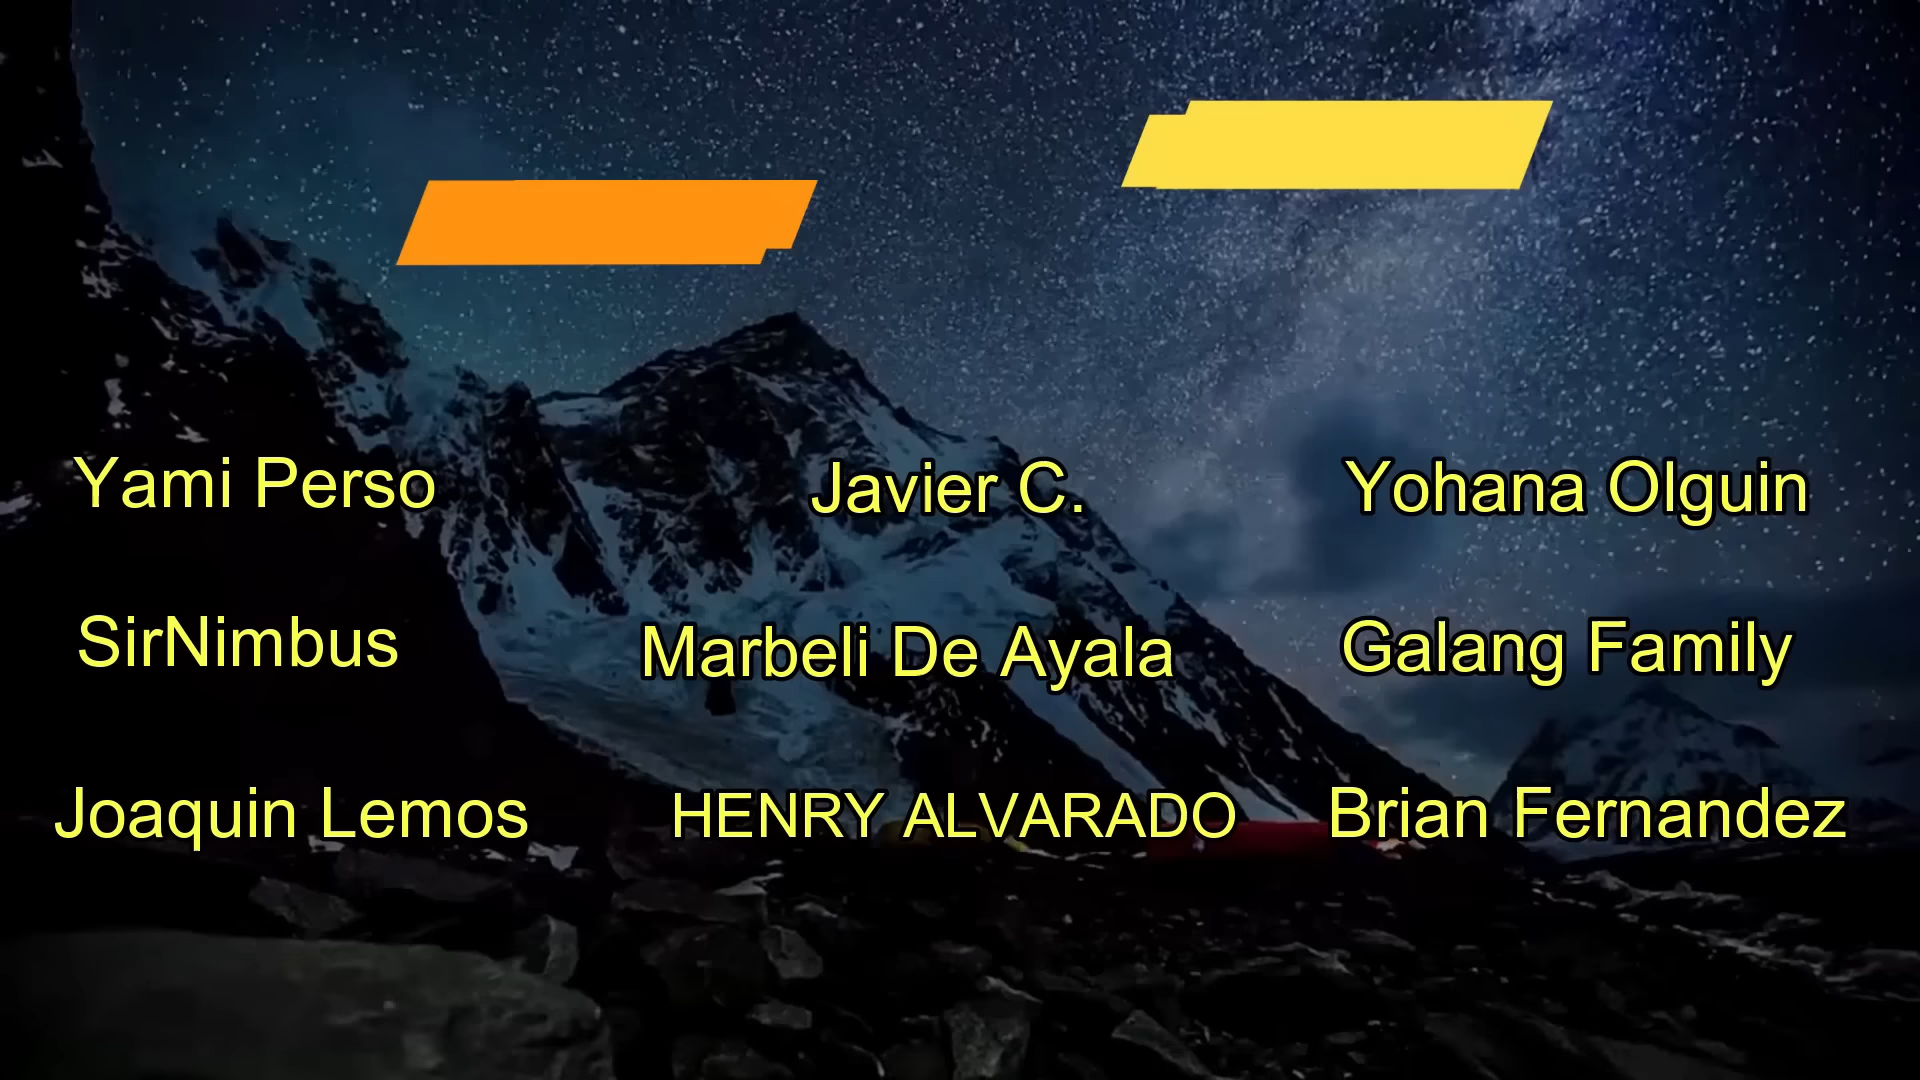 Yami Perso
Javier C.
Yohana Olguin
SirNimbus
Marbeli De Ayala
Galang Family
Joaquin Lemos
HENRY ALVARADO
Brian Fernandez